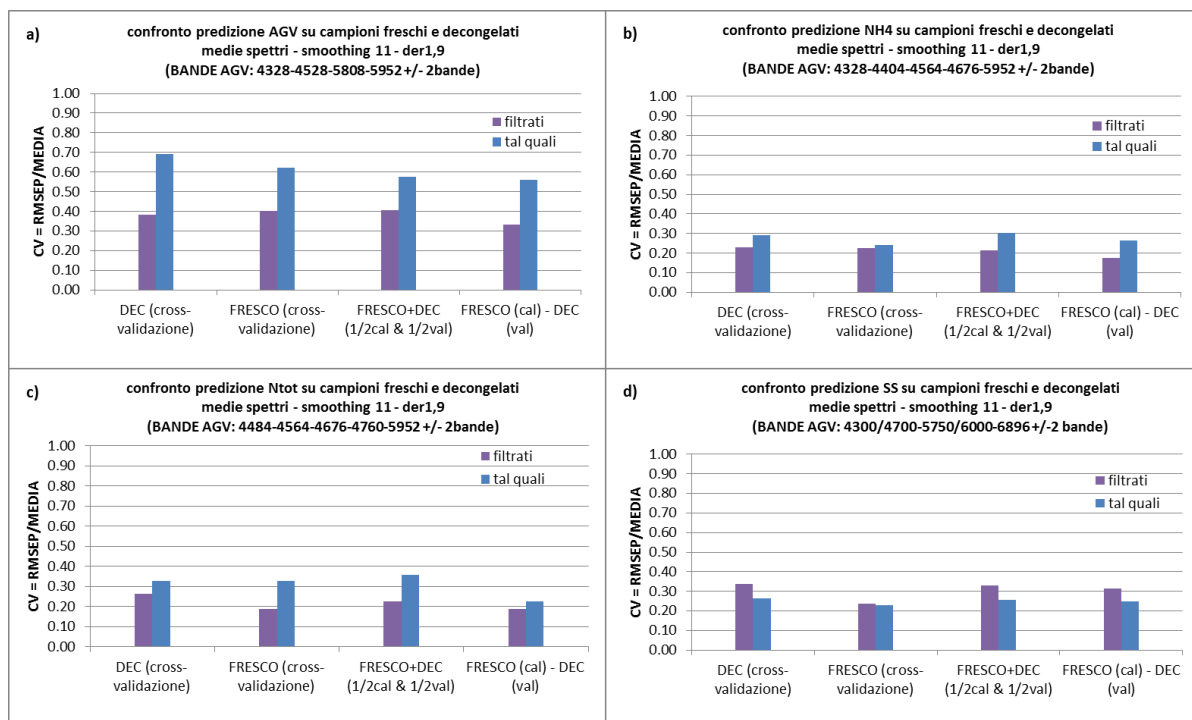 a)
confronto predizione AGV su campioni freschi e decongelati
medie spettri - smoothing 11 - der1,9
(BANDE AGV: 4328-4528-5808-5952 +/- 2bande)
CV = RMSEP/MEDIA
1.00
0.90
0.80
0.70
0.60
0.50
0.40
0.30
0.20
0.10
0.00
filtrati
tal quali
DEC (cross-
validazione)
FRESCO (cross-
validazione)
FRESCO+DEC
(1/2cal & 1/2val)
FRESCO (cal) - DEC
(val)
b)
confronto predizione NH4 su campioni freschi e decongelati
medie spettri - smoothing 11 - der1,9
(BANDE AGV: 4328-4404-4564-4676-5952 +/- 2bande)
CV = RMSEP/MEDIA
1.00
0.90
0.80
0.70
0.60
0.50
0.40
0.30
0.20
0.10
0.00
filtrati
tal quali
DEC (cross-
validazione)
FRESCO (cross-
validazione)
FRESCO+DEC
(1/2cal & 1/2val)
FRESCO (cal) - DEC
(val)
c)
confronto predizione Ntot su campioni freschi e decongelati
medie spettri - smoothing 11 - der1,9
(BANDE AGV: 4484-4564-4676-4760-5952 +/- 2bande)
CV = RMSEP/MEDIA
1.00
0.90
0.80
0.70
0.60
0.50
0.40
0.30
0.20
0.10
0.00
filtrati
tal quali
DEC (cross-
validazione)
FRESCO (cross-
validazione)
FRESCO+DEC
(1/2cal & 1/2val)
FRESCO (cal) - DEC
(val)
d)
confronto predizione SS su campioni freschi e decongelati
medie spettri - smoothing 11 - der1,9
(BANDE AGV: 4300/4700-5750/6000-6896 +/-2 bande)
CV = RMSEP/MEDIA
1.00
0.90
0.80
0.70
0.60
0.50
0.40
0.30
0.20
0.10
0.00
filtrati
tal quali
DEC (cross-
validazione)
FRESCO (cross-
validazione)
FRESCO+DEC
(1/2cal & 1/2val)
FRESCO (cal) - DEC
(val)